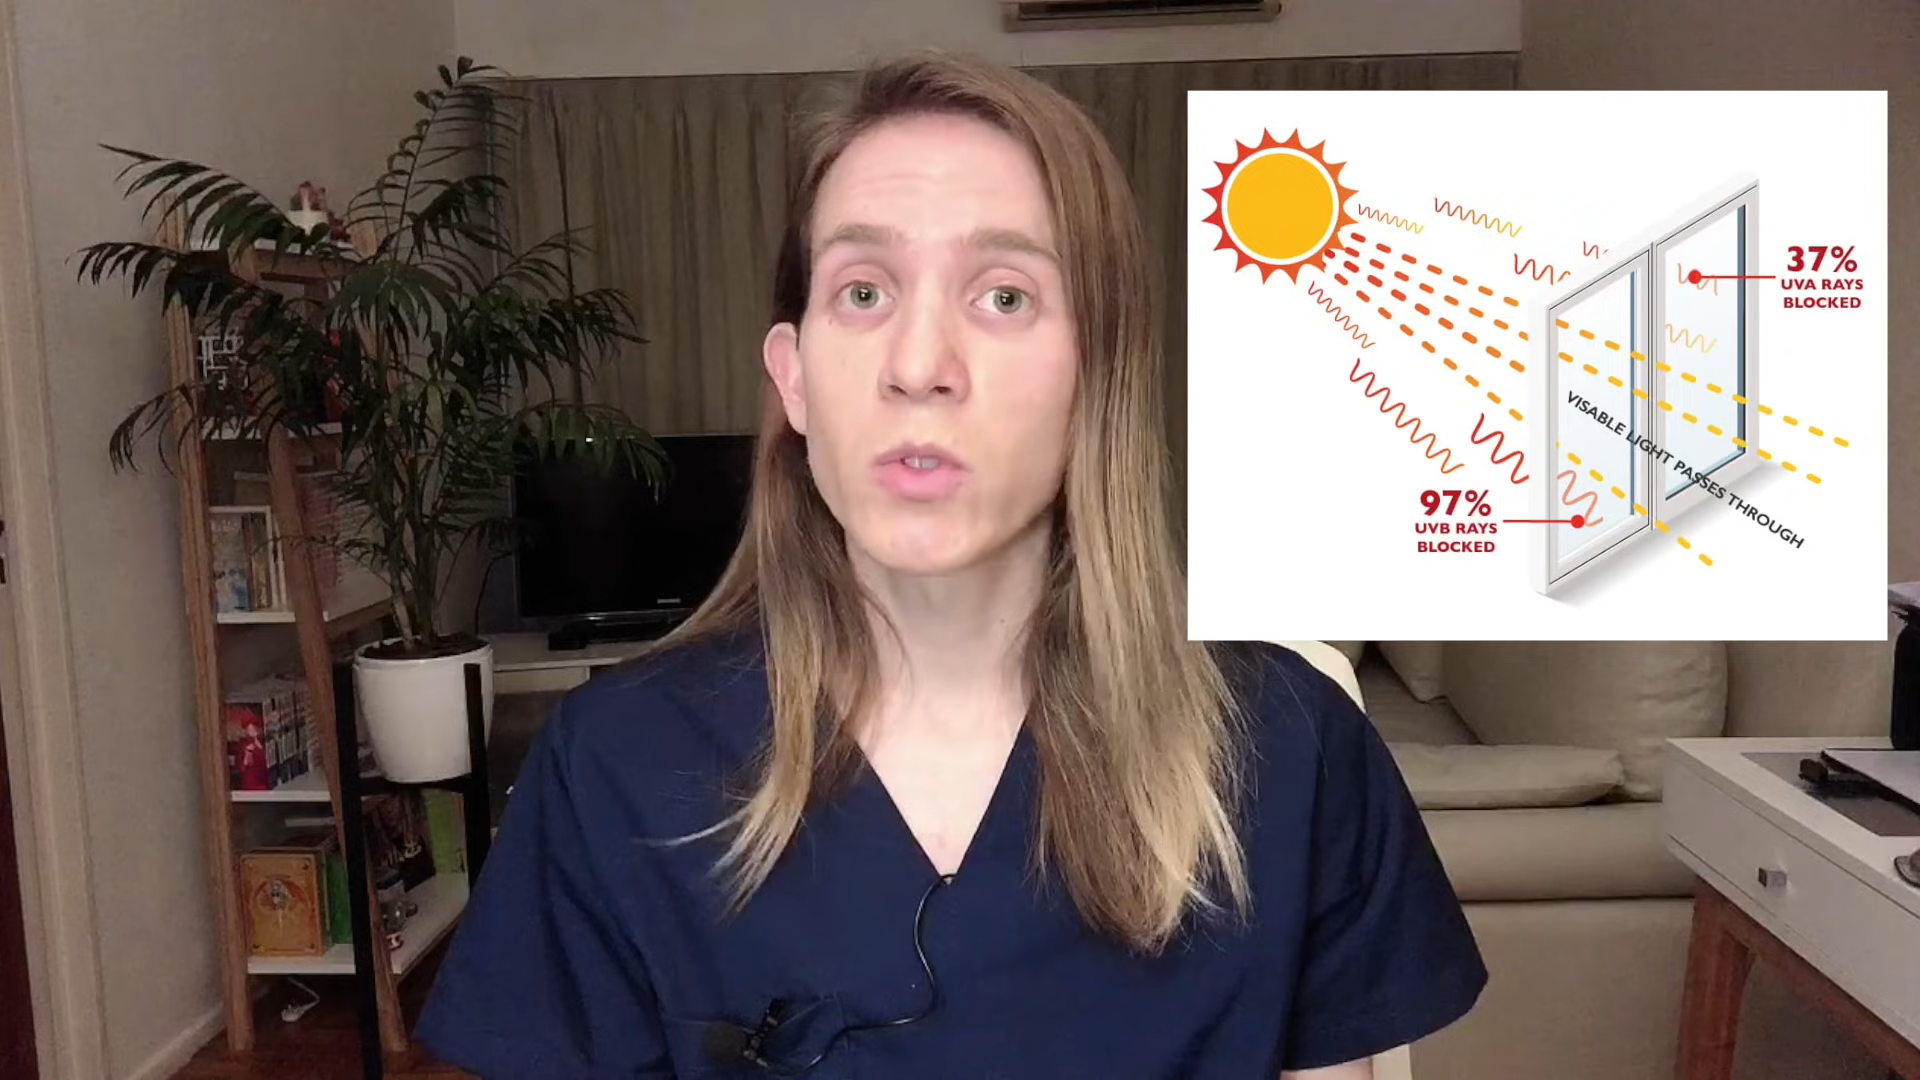 37%
UVA RAYS
BLOCKED
VISABLE LIGHT PASSES THROUGH
97%
UVB RAYS
BLOCKED